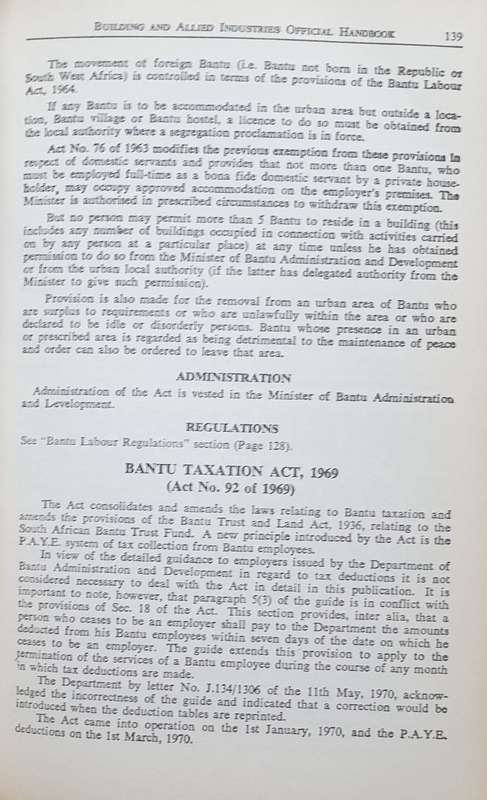 BUILDING AND ALLIED INDUSTRIES OFFICIAL HANDBOOK 139
The movement of foreign Bantu (i.e. Bantu not born in the Republic or
South West Africa) is controlled in terms of the provisions of the Bantu Labour
Act, 1964.
If any Bantu is to be accommodated in the urban area but outside a loca-
tion, Bantu village or Bantu hostel, a licence to do so must be obtained from
the local authority where a segregation proclamation is in force.
Act No. 76 of 1963 modifies the previous exemption from these provisions in
respect of domestic servants and provides that not more than one Bantu, who
must be employed full-time as a bona fide domestic servant by a private house-
holder, may occupy approved accommodation on the employer's premises. The
Minister is authorised in prescribed circumstances to withdraw this exemption.
But no person may permit more than 5 Bantu to reside in a building (this
includes any number of buildings occupied in connection with activities carried
on by any person at a particular place) at any time unless he has obtained
permission to do so from the Minister of Bantu Administration and Development
or from the urban local authority (if the latter has delegated authority from the
Minister to give such permission).
Provision is also made for the removal from an urban area of Bantu who
are surplus to requirements or who are unlawfully within the area or who are
declared to be idle or disorderly persons. Bantu whose presence in an urban
or prescribed area is regarded as being detrimental to the maintenance of peace
and order can also be ordered to leave that area.
ADMINISTRATION
Administration of the Act is vested in the Minister of Bantu Administration
and Development.
REGULATIONS
See "Bantu Labour Regulations" section (Page 128).
BANTU TAXATION ACT, 1969
(Act No. 92 of 1969)
The Act consolidates and amends the laws relating to Bantu taxation and
amends the provisions of the Bantu Trust and Land Act, 1936, relating to the
South African Bantu Trust Fund. A new principle introduced by the Act is the
P.A.Y.E. system of tax collection from Bantu employees.
In view of the detailed guidance to employers issued by the Department of
Bantu Administration and Development in regard to tax deductions it is not
considered necessary to deal with the Act in detail in this publication. It is
important to note, however, that paragraph 5(3) of the guide is in conflict with
the provisions of Sec. 18 of the Act. This section provides, inter alia, that a
person who ceases to be an employer shall pay to the Department the amounts
deducted from his Bantu employees within seven days of the date on which he
ceases to be an employer. The guide extends this provision to apply to the
termination of the services of a Bantu employee during the course of any month
in which tax deductions are made.
The Department by letter No. J.134/1306 of the 11th May, 1970, acknow-
ledged the incorrectness of the guide and indicated that a correction would be
introduced when the deduction tables are reprinted.
The Act came into operation on the 1st January, 1970, and the P.A.Y.E.
deductions on the 1st March, 1970.